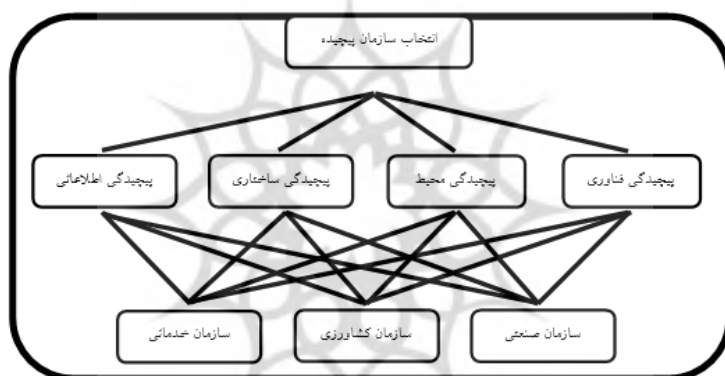 انتخاب سازمان پیچیده
پیچیدگی فناوری
پیچیدگی محیط
پیچیدگی ساختاری
پیچیدگی اطلاعاتی
سازمان صنعتی
سازمان کشاورزی
سازمان خدماتی